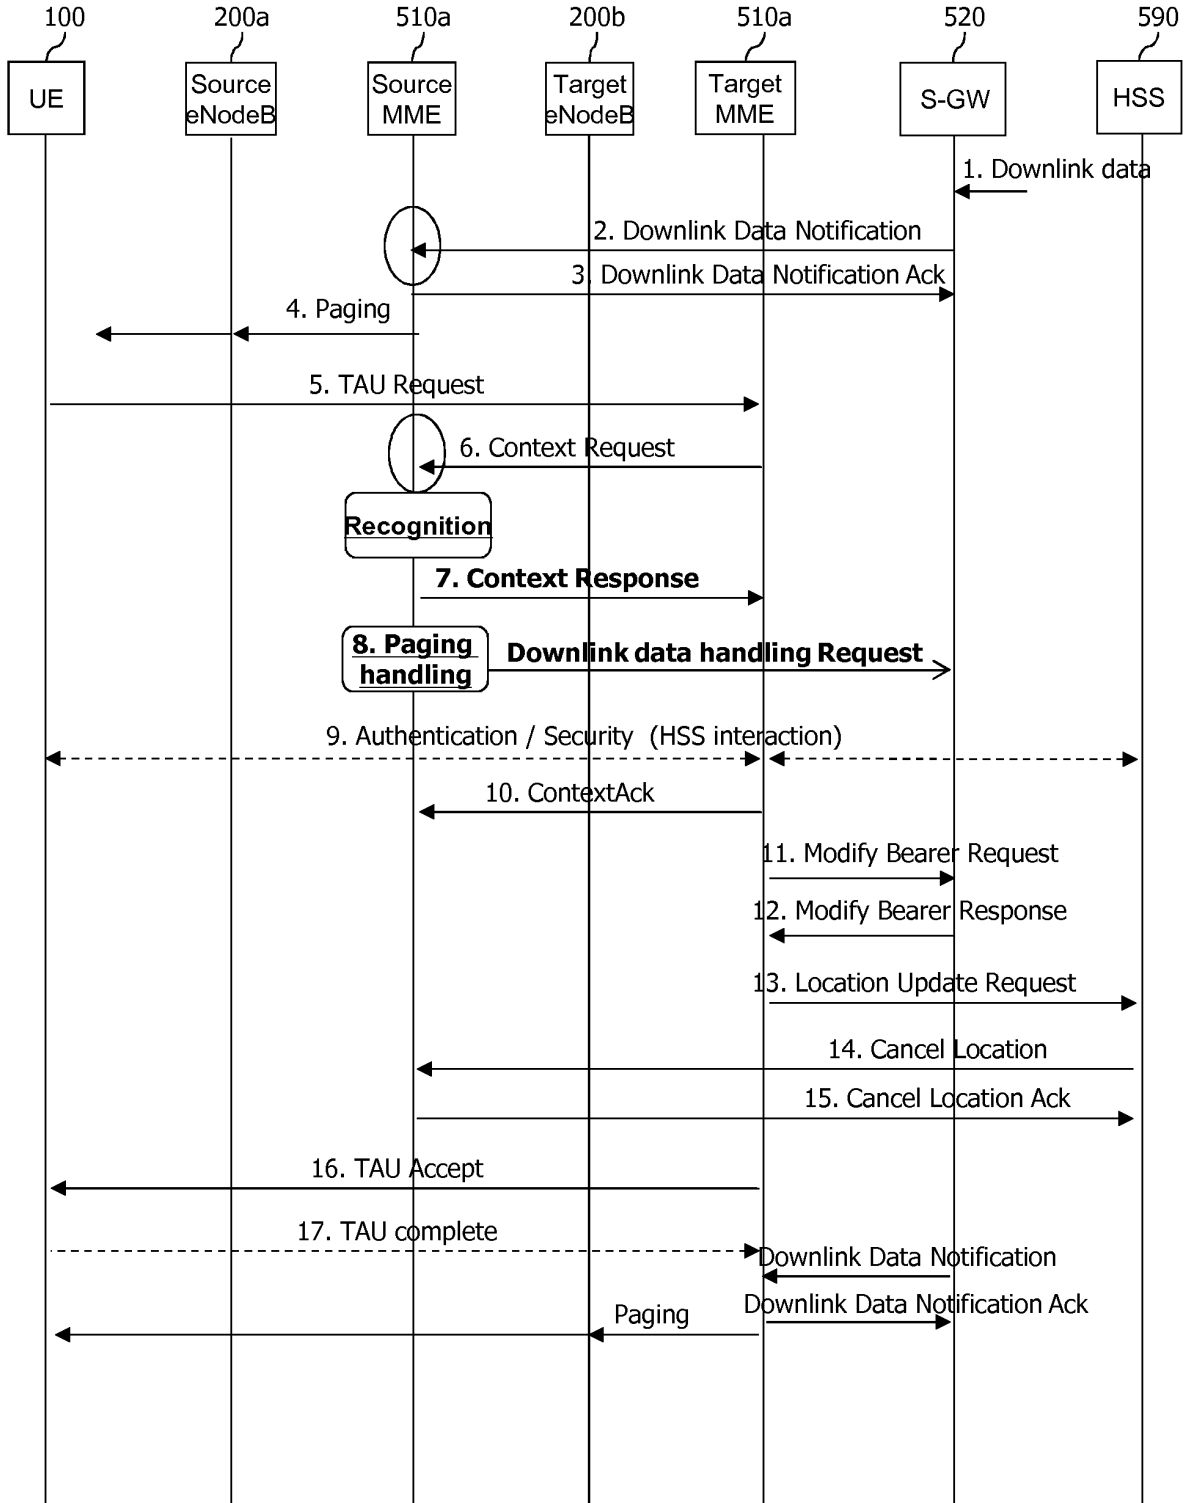 100 200a 510a 200b 510a 520 590
UE
Source
eNodeB
Source
MME
Target
eNodeB
Target
MME
S-GW
HSS
1. Downlink data
2. Downlink Data Notification
3. Downlink Data Notification Ack
4. Paging
5. TAU Request
6. Context Request
Recognition
7. Context Response
8. Paging
handling
Downlink data handling Request
9. Authentication / Security (HSS interaction)
10. ContextAck
11. Modify Bearer Request
12. Modify Bearer Response
13. Location Update Request
14. Cancel Location
15. Cancel Location Ack
16. TAU Accept
17. TAU complete
Downlink Data Notification
Downlink Data Notification Ack
Paging